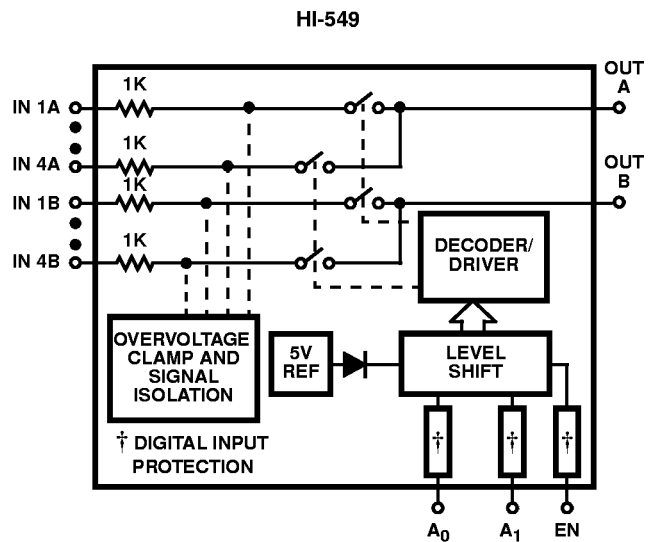 HI-549
OUT
A
1K
IN 1A
1K
IN 4A
OUT
B
1K
IN 1B
1K
IN 4B
DECODER/
DRIVER
OVERVOLTAGE
CLAMP AND
SIGNAL
ISOLATION
5V
REF
LEVEL
SHIFT
† DIGITAL INPUT
PROTECTION
†
†
†
A0
A1
EN